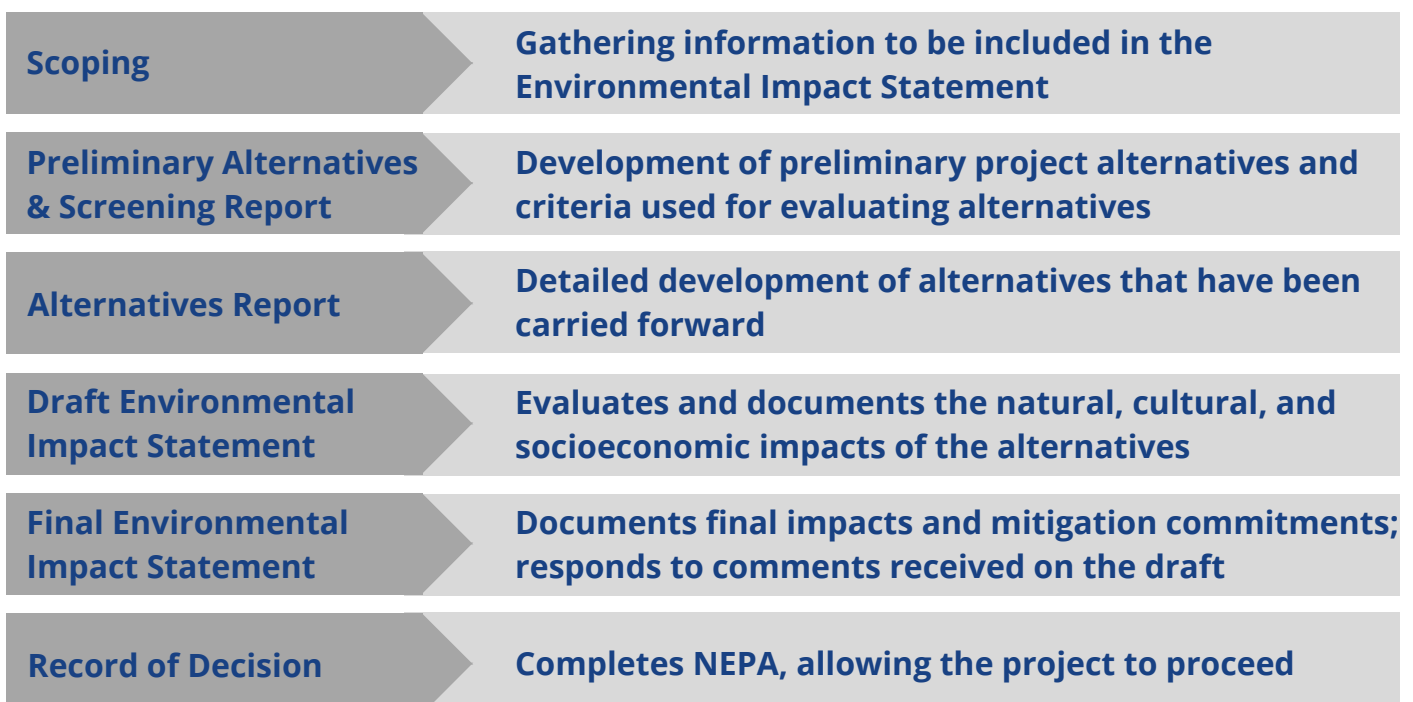 Scoping
Gathering information to be included in the
Environmental Impact Statement
Preliminary Alternatives
& Screening Report
Development of preliminary project alternatives and
criteria used for evaluating alternatives
Alternatives Report
Detailed development of alternatives that have been
carried forward
Draft Environmental
Impact Statement
Evaluates and documents the natural, cultural, and
socioeconomic impacts of the alternatives
Final Environmental
Impact Statement
Documents final impacts and mitigation commitments;
responds to comments received on the draft
Record of Decision
Completes NEPA, allowing the project to proceed